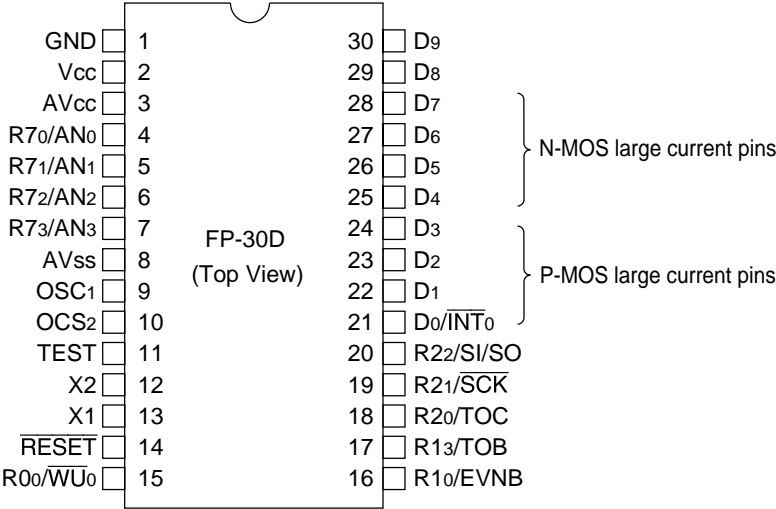 GND 1 30 D9
Vcc 2 29 D8
AVcc 3 28 D7
R70/AN0 4 27 D6
R71/AN1 5 26 D5
R72/AN2 6 25 D4
R73/AN3 7 24 D3
AVss 8 23 D2
OSC1 9 22 D1
OCS2 10 21 D0/INT0
TEST 11 20 R22/SI/SO
X2 12 19 R21/SCK
X1 13 18 R20/TOC
RESET 14 17 R13/TOB
R00/WU0 15 16 R10/EVNB
FP-30D
(Top View)
N-MOS large current pins
P-MOS large current pins